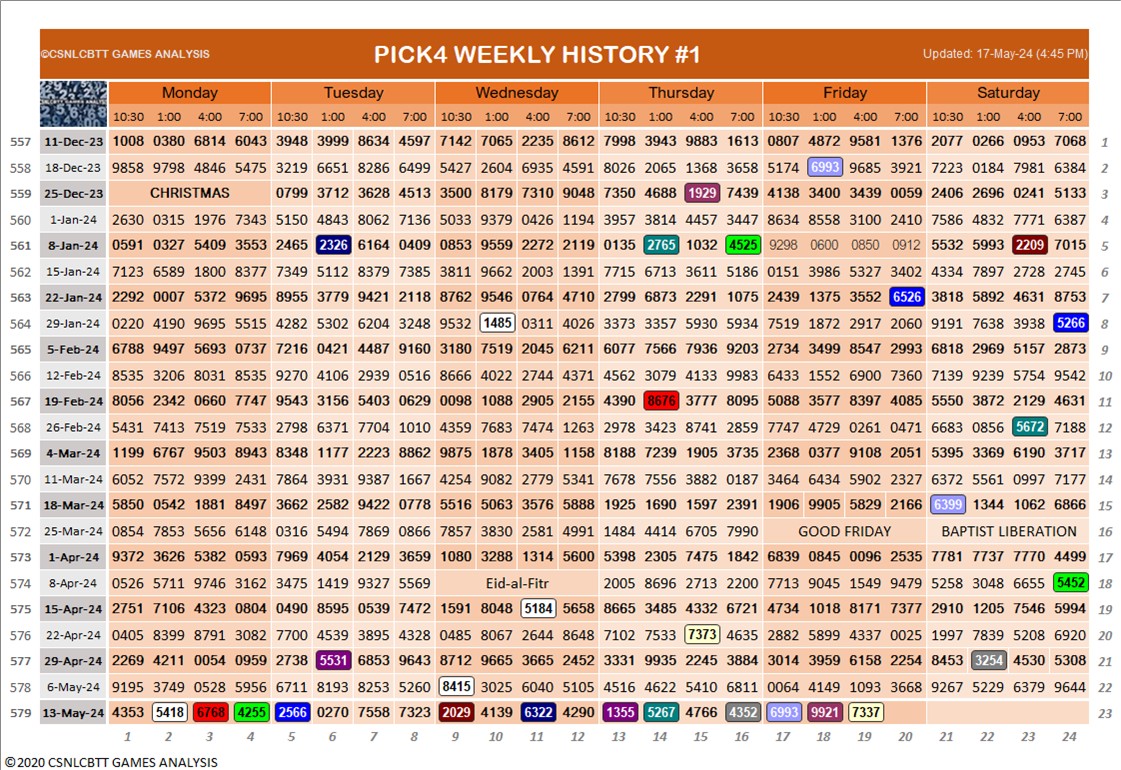 ©CSNLCBTT GAMES ANALYSIS PICK4 WEEKLY HISTORY #1 Updated: 17-May-24 (4:45 PM)
CSNLCBTT GAMES ANALY
Monday Tuesday Wednesday Thursday Friday Saturday
10:30 1:00 4:00 7:00 10:30 1:00 4:00 7:00 10:30 1:00 4:00 7:00 10:30 1:00 4:00 7:00 10:30 1:00 4:00 7:00 10:30 1:00 4:00 7:00
557 11-Dec-23 1008 0380 6814 6043 3948 3999 8634 4597 7142 7065 2235 8612 7998 3943 9883 1613 0807 4872 9581 1376 2077 0266 0953 7068 1
558 18-Dec-23 9858 9798 4846 5475 3219 6651 8286 6499 5427 2604 6935 4591 8026 2065 1368 3658 5174 6993 9685 3921 7223 0184 7981 6384 2
559 25-Dec-23 CHRISTMAS 0799 3712 3628 4513 3500 8179 7310 9048 7350 4688 1929 7439 4138 3400 3439 0059 2406 2696 0241 5133 3
560 1-Jan-24 2630 0315 1976 7343 5150 4843 8062 7136 5033 9379 0426 1194 3957 3814 4457 3447 8634 8558 3100 2410 7586 4832 7771 6387 4
561 8-Jan-24 0591 0327 5409 3553 2465 2326 6164 0409 0853 9559 2272 2119 0135 2765 1032 4525 9298 0600 0850 0912 5532 5993 2209 7015 5
562 15-Jan-24 7123 6589 1800 8377 7349 5112 8379 7385 3811 9662 2003 1391 7715 6713 3611 5186 0151 3986 5327 3402 4334 7897 2728 2745 6
563 22-Jan-24 2292 0007 5372 9695 8955 3779 9421 2118 8762 9546 0764 4710 2799 6873 2291 1075 2439 1375 3552 6526 3818 5892 4631 8753 7
564 29-Jan-24 0220 4190 9695 5515 4282 5302 6204 3248 9532 1485 0311 4026 3373 3357 5930 5934 7519 1872 2917 2060 9191 7638 3938 5266 8
565 5-Feb-24 6788 9497 5693 0737 7216 0421 4487 9160 3180 7519 2045 6211 6077 7566 7936 9203 2734 3499 8547 2993 6818 2969 5157 2873 9
566 12-Feb-24 8535 3206 8031 8535 9270 4106 2939 0516 8666 4022 2744 4371 4562 3079 4133 9983 6433 1552 6900 7360 7139 9239 5754 9542 10
567 19-Feb-24 8056 2342 0660 7747 9543 3156 5403 0629 0098 1088 2905 2155 4390 8676 3777 8095 5088 3577 8397 4085 5550 3872 2129 4631 11
568 26-Feb-24 5431 7413 7519 7533 2798 6371 7704 1010 4359 7683 7474 1263 2978 3423 8741 2859 7747 4729 0261 0471 6683 0856 5672 7188 12
569 4-Mar-24 1199 6767 9503 8943 8348 1177 2223 8862 9875 1878 3405 1158 8188 7239 1905 3735 2368 0377 9108 2051 5395 3369 6190 3717 13
570 11-Mar-24 6052 7572 9399 2431 7864 3931 9387 1667 4254 9082 2779 5341 7678 7556 3882 0187 3464 6434 5902 2327 6372 5561 0997 7177 14
571 18-Mar-24 5850 0542 1881 8497 3662 2582 9422 0778 5516 5063 3576 5888 1925 1690 1597 2391 1906 9905 5829 2166 6399 1344 1062 6866 15
572 25-Mar-24 0854 7853 5656 6148 0316 5494 7869 0866 7857 3830 2581 4991 1484 4414 6705 7990 GOOD FRIDAY BAPTIST LIBERATION 16
573 1-Apr-24 9372 3626 5382 0593 7969 4054 2129 3659 1080 3288 1314 5600 5398 2305 7475 1842 6839 0845 0096 2535 7781 7737 7770 4499 17
574 8-Apr-24 0526 5711 9746 3162 3475 1419 9327 5569 Eid-al-Fitr 2005 8696 2713 2200 7713 9045 1549 9479 5258 3048 6655 5452 18
575 15-Apr-24 2751 7106 4323 0804 0490 8595 0539 7472 1591 8048 5184 5658 8665 3485 4332 6721 4734 1018 8171 7377 2910 1205 7546 5994 19
576 22-Apr-24 0405 8399 8791 3082 7700 4539 3895 4328 0485 8067 2644 8648 7102 7533 7373 4635 2882 5899 4337 0025 1997 7839 5208 6920 20
577 29-Apr-24 2269 4211 0054 0959 2738 5531 6853 9643 8712 9665 3665 2452 3331 9935 2245 3884 3014 3959 6158 2254 8453 3254 4530 5308 21
578 6-May-24 9195 3749 0528 5956 6711 8193 8253 5260 8415 3025 6040 5105 4516 4622 5410 6811 0064 4149 1093 3668 9267 5229 6379 9644 22
579 13-May-24 4353 5418 6768 4255 2566 0270 7558 7323 2029 4139 6322 4290 1355 5267 4766 4352 6993 9921 7337 23
1 2 3 4 5 6 7 8 9 10 11 12 13 14 15 16 17 18 19 20 21 22 23 24
©2020 CSNLCBTT GAMES ANALYSIS